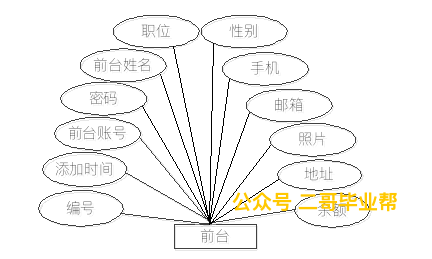 职位
性别
前台姓名
手机
密码
邮箱
前台账号
照片
添加时间
地址
编号
余额
公众号 二哥毕业帮
前台